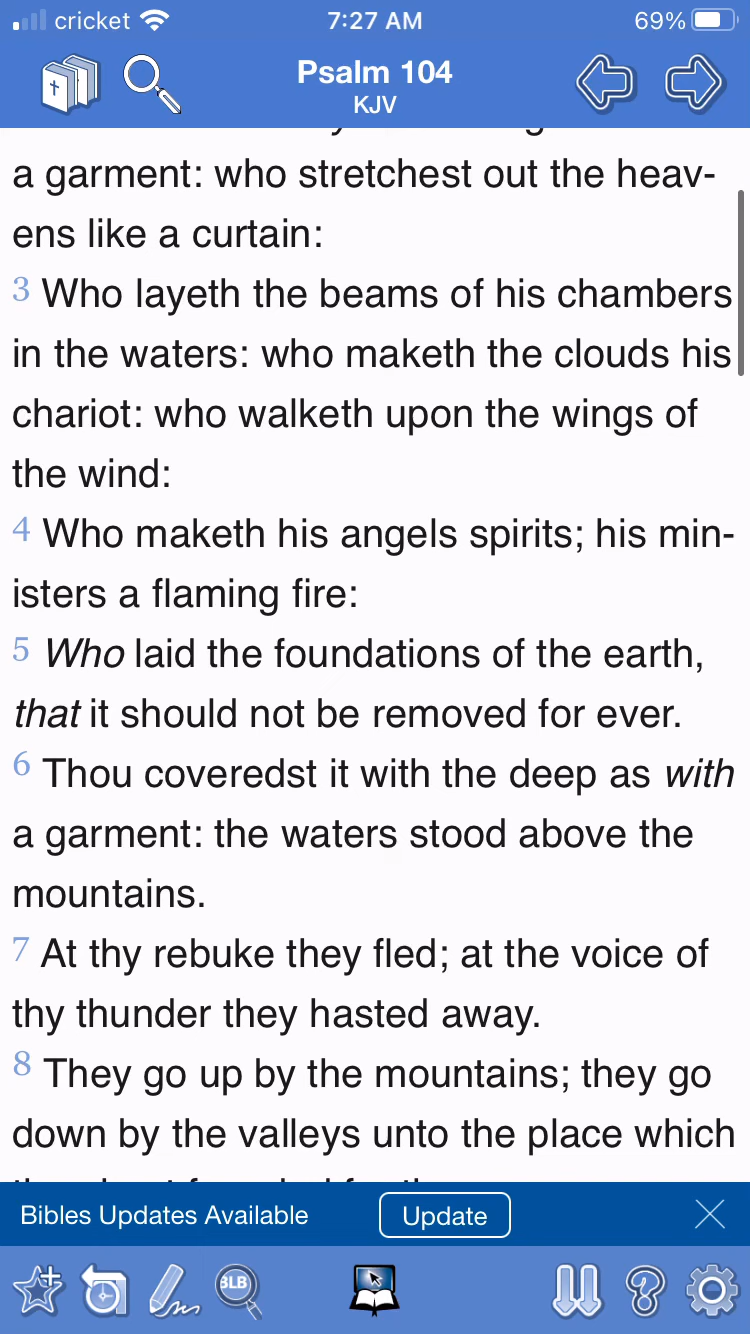 cricket 7:27 AM 69%
Psalm 104
KJV
a garment: who stretchest out the heav-
ens like a curtain:
3 Who layeth the beams of his chambers
in the waters: who maketh the clouds his
chariot: who walketh upon the wings of
the wind:
4 Who maketh his angels spirits; his min-
isters a flaming fire:
5 Who laid the foundations of the earth,
that it should not be removed for ever.
6 Thou coveredst it with the deep as with
a garment: the waters stood above the
mountains.
7 At thy rebuke they fled; at the voice of
thy thunder they hasted away.
8 They go up by the mountains; they go
down by the valleys unto the place which
Bibles Updates Available Update
BLB